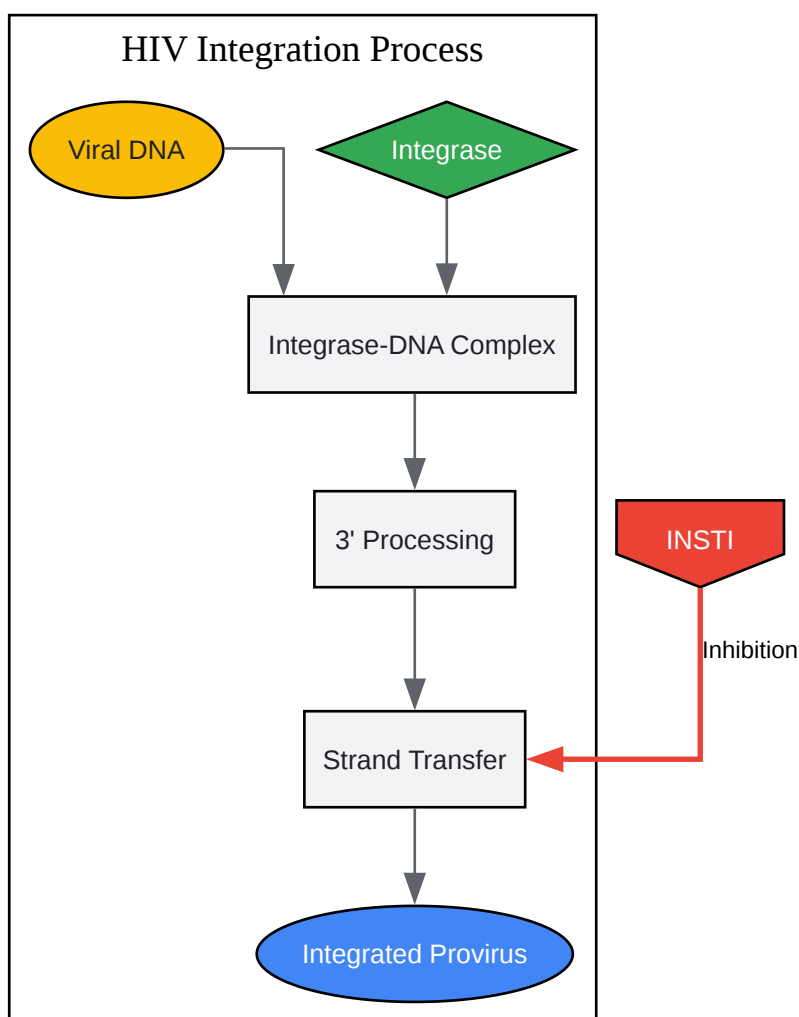 HIV Integration Process
Viral DNA
Integrase
Integrase-DNA Complex
3' Processing
INSTI
Inhibition
Strand Transfer
Integrated Provirus